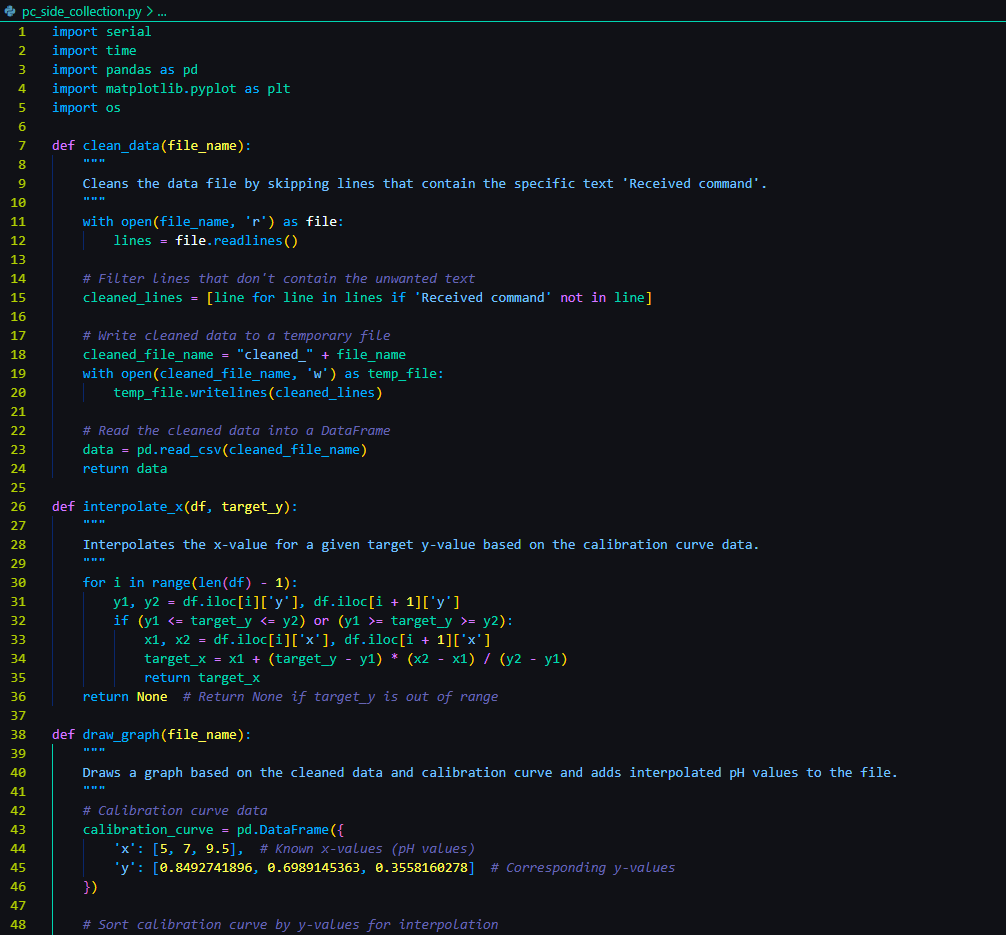 pc_side_collection.py > ...
1 import serial
2 import time
3 import pandas as pd
4 import matplotlib.pyplot as plt
5 import os
6
7 def clean_data(file_name):
8     """
9     Cleans the data file by skipping lines that contain the specific text 'Received command'.
10     """
11     with open(file_name, 'r') as file:
12         lines = file.readlines()
13
14     # Filter lines that don't contain the unwanted text
15     cleaned_lines = [line for line in lines if 'Received command' not in line]
16
17     # Write cleaned data to a temporary file
18     cleaned_file_name = "cleaned_" + file_name
19     with open(cleaned_file_name, 'w') as temp_file:
20         temp_file.writelines(cleaned_lines)
21
22     # Read the cleaned data into a DataFrame
23     data = pd.read_csv(cleaned_file_name)
24     return data
25
26 def interpolate_x(df, target_y):
27     """
28     Interpolates the x-value for a given target y-value based on the calibration curve data.
29     """
30     for i in range(len(df) - 1):
31         y1, y2 = df.iloc[i]['y'], df.iloc[i + 1]['y']
32         if (y1 <= target_y <= y2) or (y1 >= target_y >= y2):
33             x1, x2 = df.iloc[i]['x'], df.iloc[i + 1]['x']
34             target_x = x1 + (target_y - y1) * (x2 - x1) / (y2 - y1)
35             return target_x
36     return None  # Return None if target_y is out of range
37
38 def draw_graph(file_name):
39     """
40     Draws a graph based on the cleaned data and calibration curve and adds interpolated pH values to the file.
41     """
42     # Calibration curve data
43     calibration_curve = pd.DataFrame({
44         'x': [5, 7, 9.5],  # Known x-values (pH values)
45         'y': [0.8492741896, 0.6989145363, 0.3558160278]  # Corresponding y-values
46     })
47
48     # Sort calibration curve by y-values for interpolation